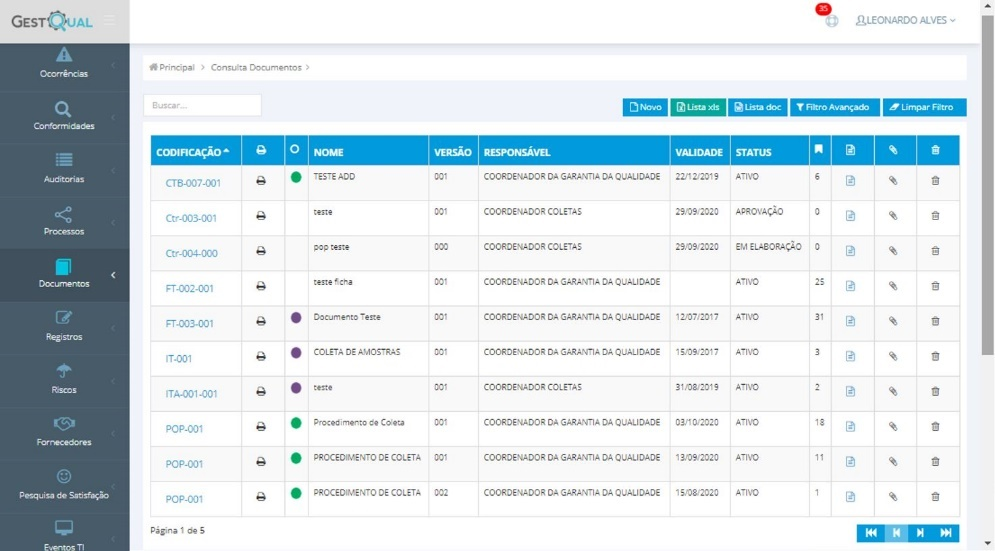 GESTQUAL
35
LEONARDO ALVES
Ocorrências
Conformidades
Auditorias
Processos
Documentos
Registros
Riscos
Fornecedores
Pesquisa de Satisfação
Eventos TI
Principal > Consulta Documentos >
Buscar...
Novo Lista xls Lista doc Filtro Avançado Limpar Filtro
CODIFICAÇÃO NOME VERSÃO RESPONSÁVEL VALIDADE STATUS
CTB-007-001 TESTE ADD 001 COORDENADOR DA GARANTIA DA QUALIDADE 22/12/2019 ATIVO 6
Ctr-003-001 teste 001 COORDENADOR COLETAS 29/09/2020 APROVAÇÃO 0
Ctr-004-000 pop teste 000 COORDENADOR COLETAS 29/09/2020 EM ELABORAÇÃO 0
FT-002-001 teste ficha 001 COORDENADOR DA GARANTIA DA QUALIDADE ATIVO 25
FT-003-001 Documento Teste 001 COORDENADOR DA GARANTIA DA QUALIDADE 12/07/2017 ATIVO 31
IT-001 COLETA DE AMOSTRAS 001 COORDENADOR DA GARANTIA DA QUALIDADE 15/09/2017 ATIVO 3
ITA-001-001 teste 001 COORDENADOR COLETAS 31/08/2019 ATIVO 2
POP-001 Procedimento de Coleta 001 COORDENADOR DA GARANTIA DA QUALIDADE 03/10/2020 ATIVO 18
POP-001 PROCEDIMENTO DE COLETA 001 COORDENADOR DA GARANTIA DA QUALIDADE 13/09/2020 ATIVO 11
POP-001 PROCEDIMENTO DE COLETA 002 COORDENADOR DA GARANTIA DA QUALIDADE 15/08/2020 ATIVO 1
Página 1 de 5